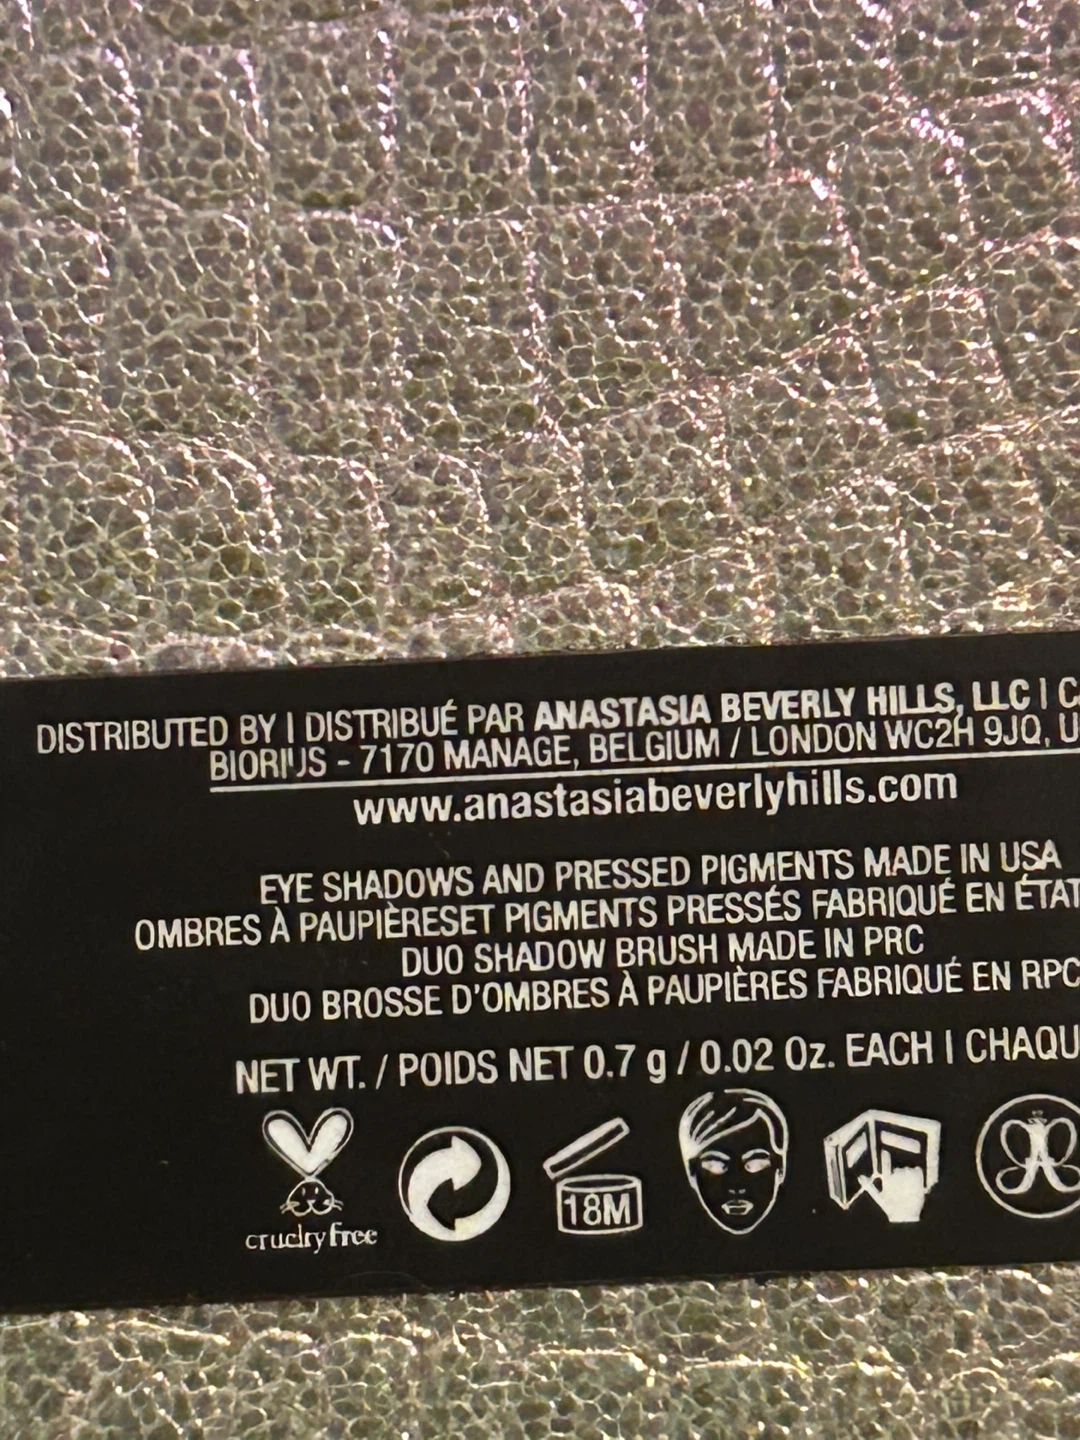 DISTRIBUTED BY | DISTRIBUÉ PAR ANASTASIA BEVERLY HILLS, LLC | C
BIORIUS - 7170 MANAGE, BELGIUM / LONDON WC2H 9JQ, U
www.anastasiabeverlyhills.com
EYE SHADOWS AND PRESSED PIGMENTS MADE IN USA
OMBRES À PAUPIÈRESET PIGMENTS PRESSÉS FABRIQUÉ EN ÉTAT
DUO SHADOW BRUSH MADE IN PRC
DUO BROSSE D'OMBRES À PAUPIÈRES FABRIQUÉ EN RPC
NET WT. / POIDS NET 0.7 g / 0.02 Oz. EACH | CHAQU
18M
cruelty free